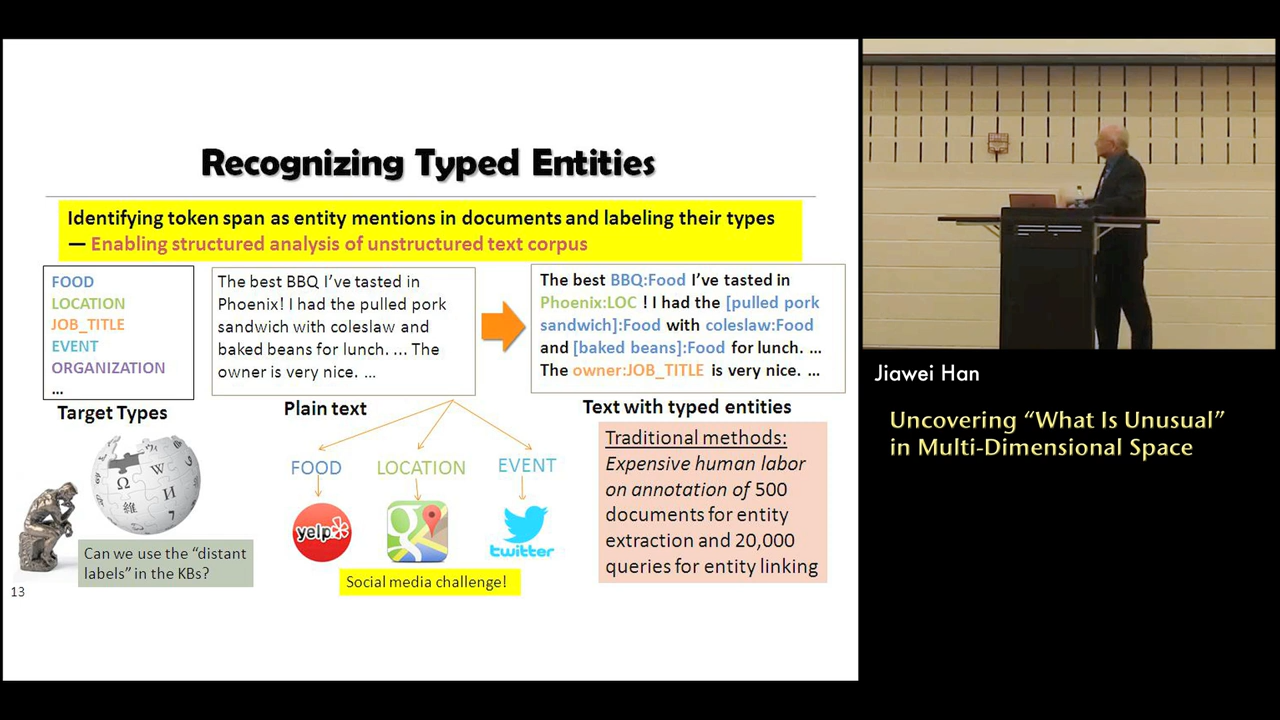 Recognizing Typed Entities
Identifying token span as entity mentions in documents and labeling their types
— Enabling structured analysis of unstructured text corpus
FOOD
LOCATION
JOB_TITLE
EVENT
ORGANIZATION
...
Target Types
The best BBQ I've tasted in
Phoenix! I had the pulled pork
sandwich with coleslaw and
baked beans for lunch. ... The
owner is very nice. ...
Plain text
The best BBQ:Food I've tasted in
Phoenix:LOC ! I had the [pulled pork
sandwich]:Food with coleslaw:Food
and [baked beans]:Food for lunch. ...
The owner:JOB_TITLE is very nice. ...
Text with typed entities
FOOD
LOCATION
EVENT
yelp
g
twitter
Social media challenge!
Ω
W
И
維
7
Can we use the "distant
labels" in the KBs?
Traditional methods:
Expensive human labor
on annotation of 500
documents for entity
extraction and 20,000
queries for entity linking
13
Jiawei Han
Uncovering "What Is Unusual"
in Multi-Dimensional Space